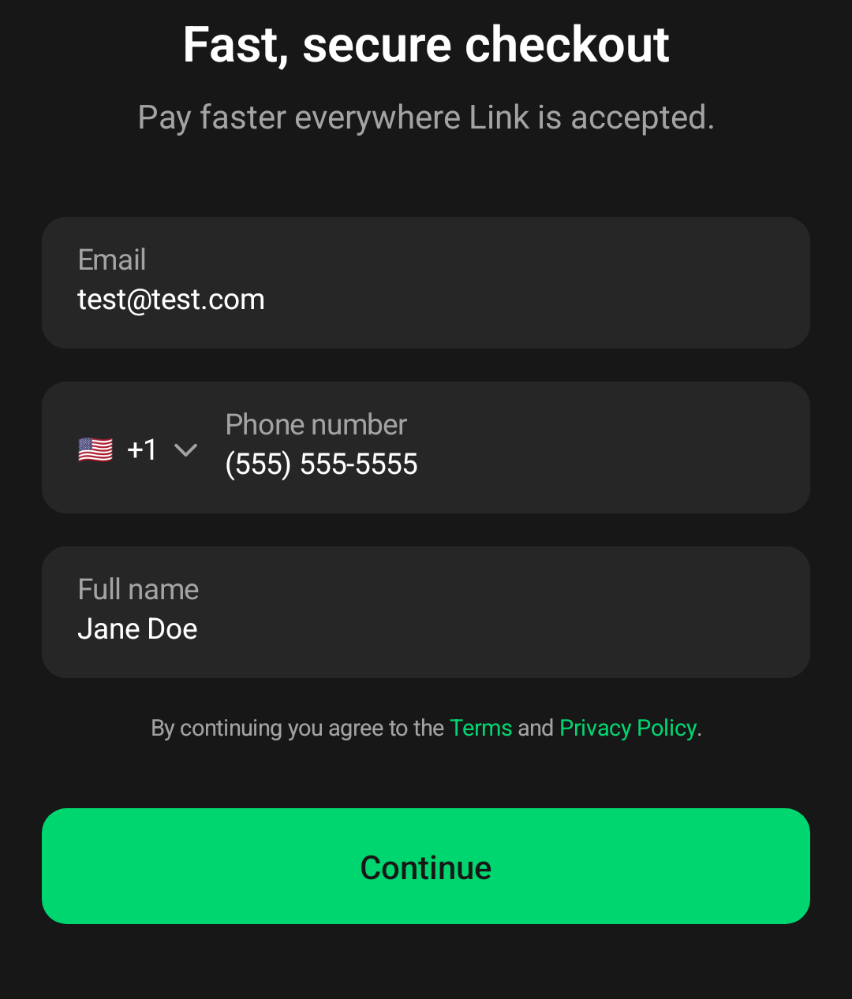 Fast, secure checkout
Pay faster everywhere Link is accepted.
Email
test@test.com
+1
Phone number
(555) 555-5555
Full name
Jane Doe
By continuing you agree to the Terms and Privacy Policy.
Continue